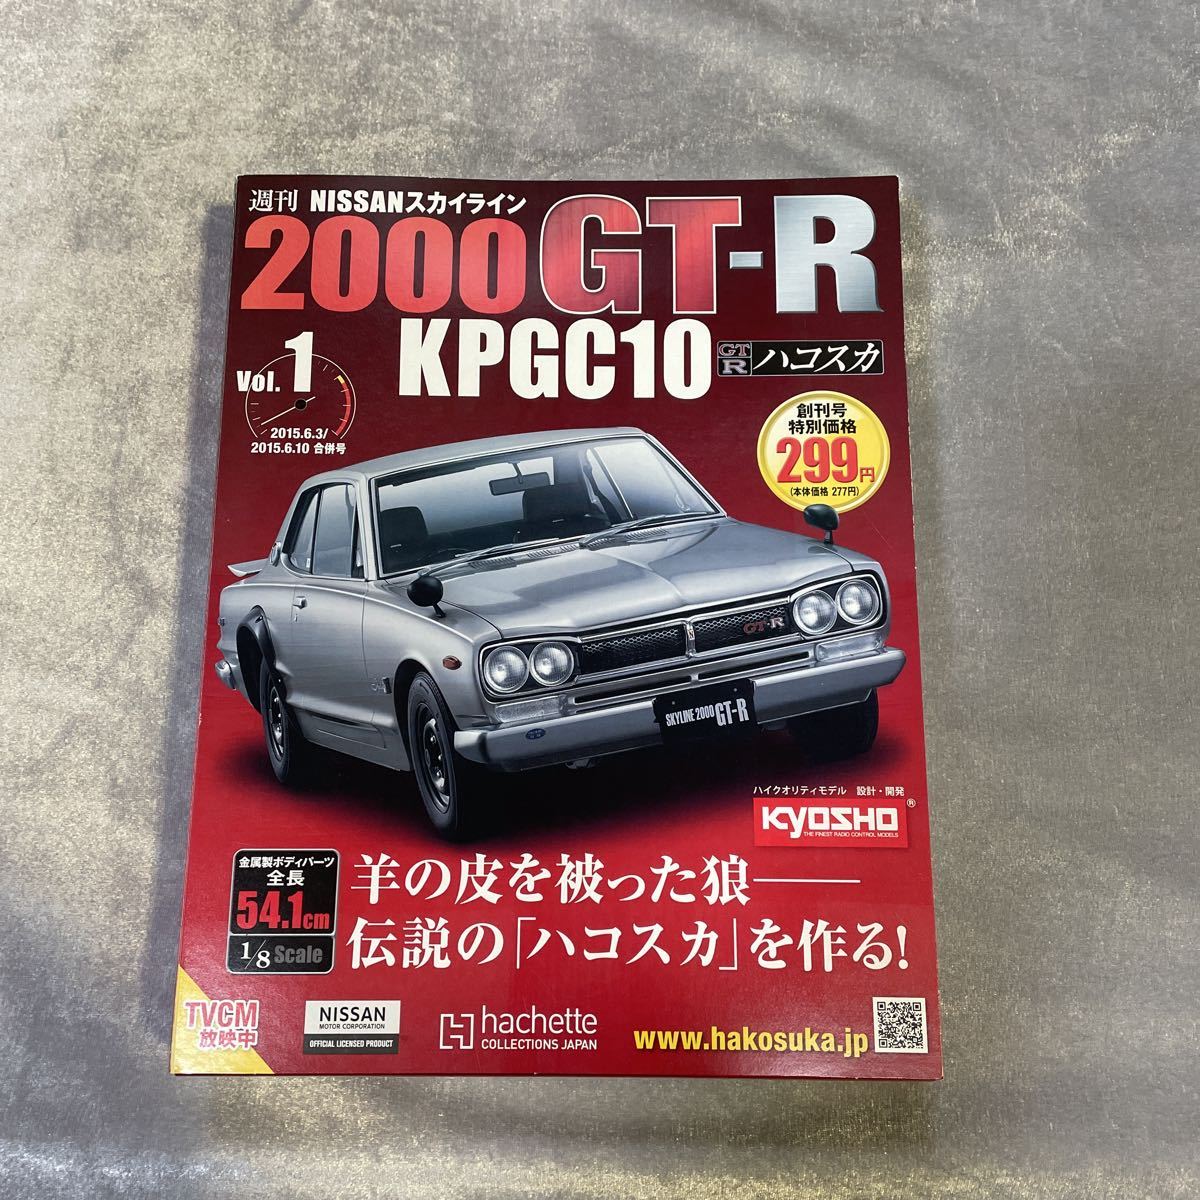 週刊 NISSANスカイライン
2000 GT-R
KPGC10
GT R ハコスカ
Vol. 1
2015.6.3/
2015.6.10 合併号
創刊号
特別価格
299円
(本体価格 277円)
GT-R
SKYLINE 2000 GT-R
ハイクオリティモデル 設計・開発
KYOSHO®
THE FINEST RADIO CONTROL MODELS
金属製ボディパーツ
全長
54.1cm
1/8 Scale
羊の皮を被った狼――
伝説の「ハコスカ」を作る!
TVCM
放映中
NISSAN
MOTOR CORPORATION
OFFICIAL LICENSED PRODUCT
hachette
COLLECTIONS JAPAN
www.hakosuka.jp